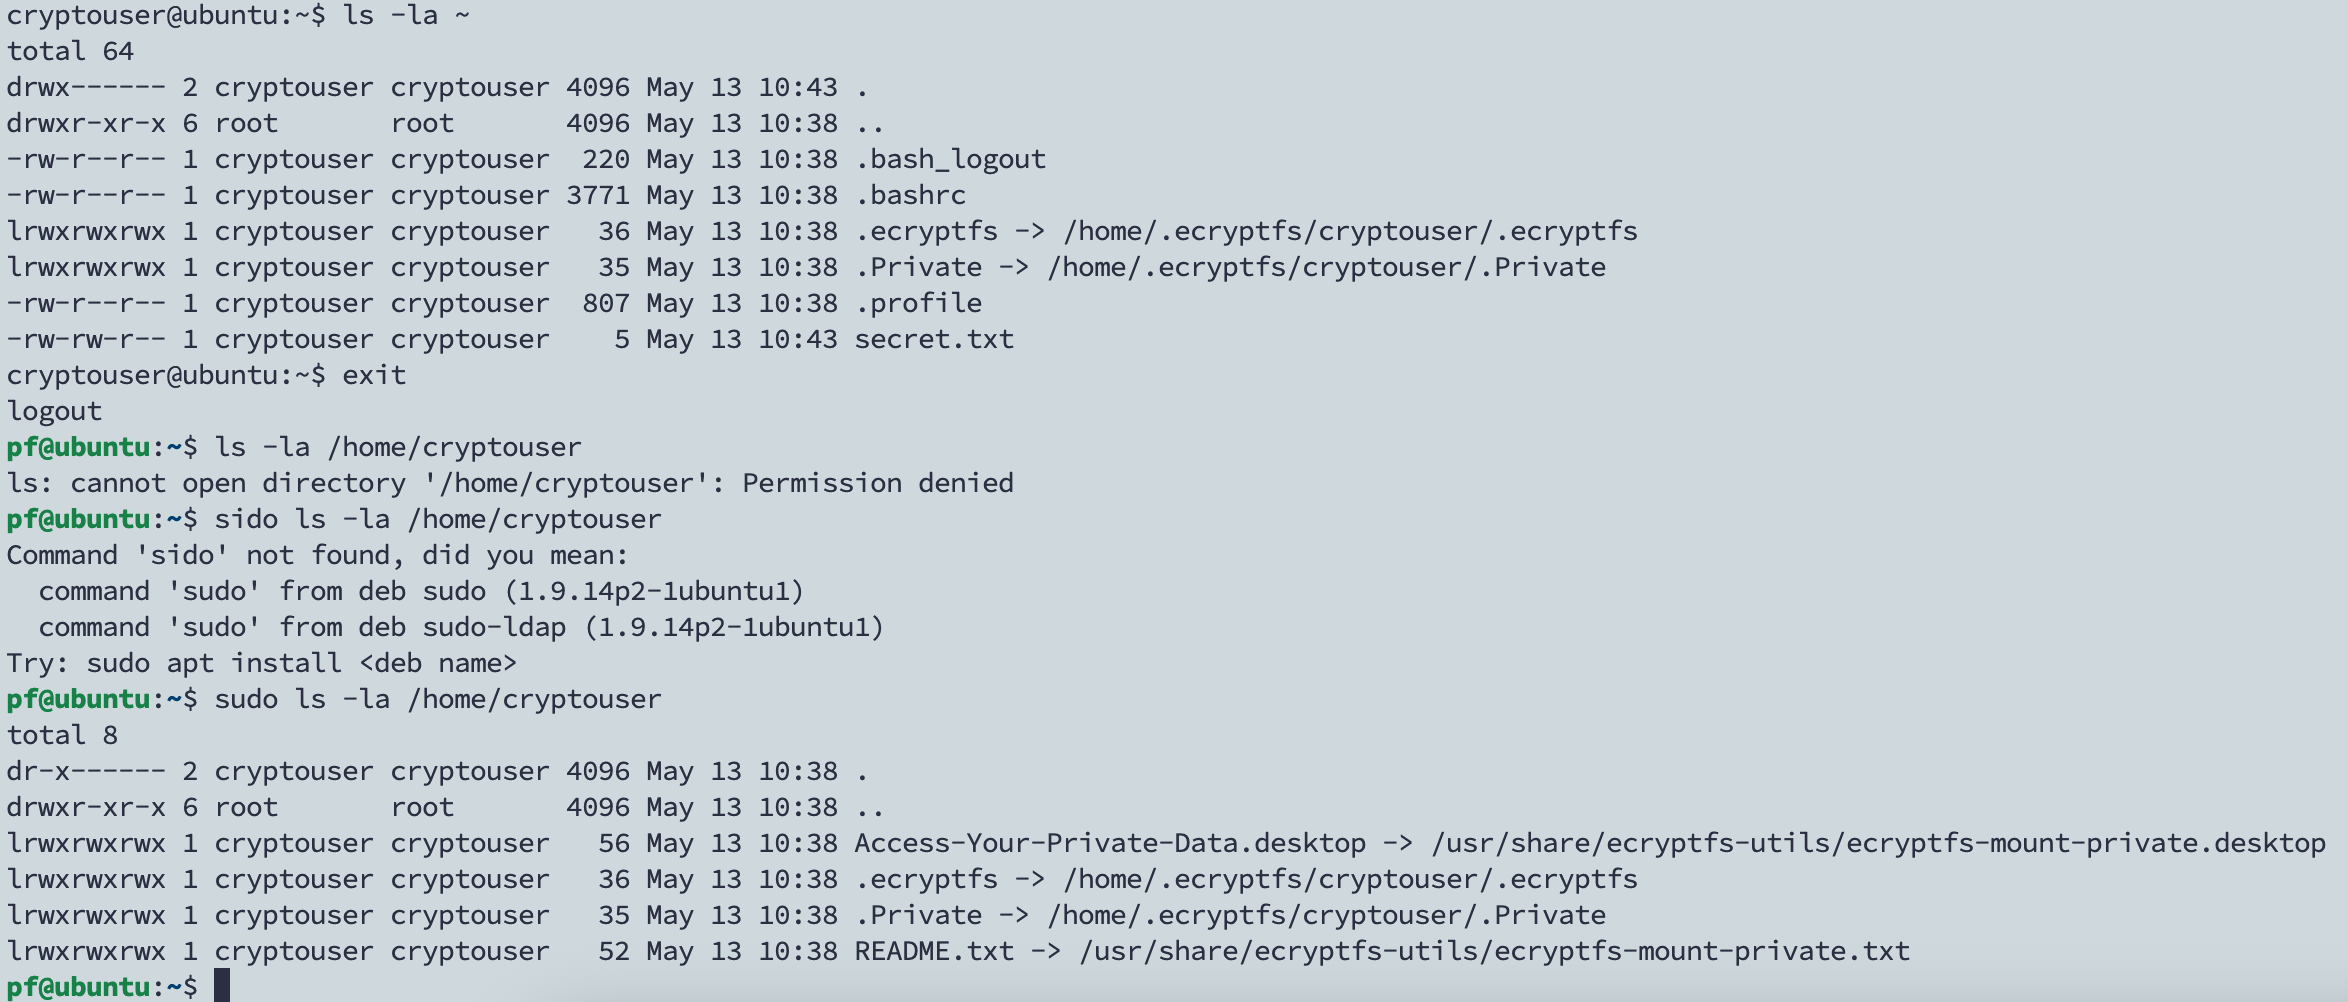 cryptouser@ubuntu:~$ ls -la ~
total 64
drwx------ 2 cryptouser cryptouser 4096 May 13 10:43 .
drwxr-xr-x 6 root       root       4096 May 13 10:38 ..
-rw-r--r-- 1 cryptouser cryptouser  220 May 13 10:38 .bash_logout
-rw-r--r-- 1 cryptouser cryptouser 3771 May 13 10:38 .bashrc
lrwxrwxrwx 1 cryptouser cryptouser   36 May 13 10:38 .ecryptfs -> /home/.ecryptfs/cryptouser/.ecryptfs
lrwxrwxrwx 1 cryptouser cryptouser   35 May 13 10:38 .Private -> /home/.ecryptfs/cryptouser/.Private
-rw-r--r-- 1 cryptouser cryptouser  807 May 13 10:38 .profile
-rw-rw-r-- 1 cryptouser cryptouser    5 May 13 10:43 secret.txt
cryptouser@ubuntu:~$ exit
logout
pf@ubuntu:~$ ls -la /home/cryptouser
ls: cannot open directory '/home/cryptouser': Permission denied
pf@ubuntu:~$ sido ls -la /home/cryptouser
Command 'sido' not found, did you mean:
  command 'sudo' from deb sudo (1.9.14p2-1ubuntu1)
  command 'sudo' from deb sudo-ldap (1.9.14p2-1ubuntu1)
Try: sudo apt install <deb name>
pf@ubuntu:~$ sudo ls -la /home/cryptouser
total 8
dr-x------ 2 cryptouser cryptouser 4096 May 13 10:38 .
drwxr-xr-x 6 root       root       4096 May 13 10:38 ..
lrwxrwxrwx 1 cryptouser cryptouser   56 May 13 10:38 Access-Your-Private-Data.desktop -> /usr/share/ecryptfs-utils/ecryptfs-mount-private.desktop
lrwxrwxrwx 1 cryptouser cryptouser   36 May 13 10:38 .ecryptfs -> /home/.ecryptfs/cryptouser/.ecryptfs
lrwxrwxrwx 1 cryptouser cryptouser   35 May 13 10:38 .Private -> /home/.ecryptfs/cryptouser/.Private
lrwxrwxrwx 1 cryptouser cryptouser   52 May 13 10:38 README.txt -> /usr/share/ecryptfs-utils/ecryptfs-mount-private.txt
pf@ubuntu:~$